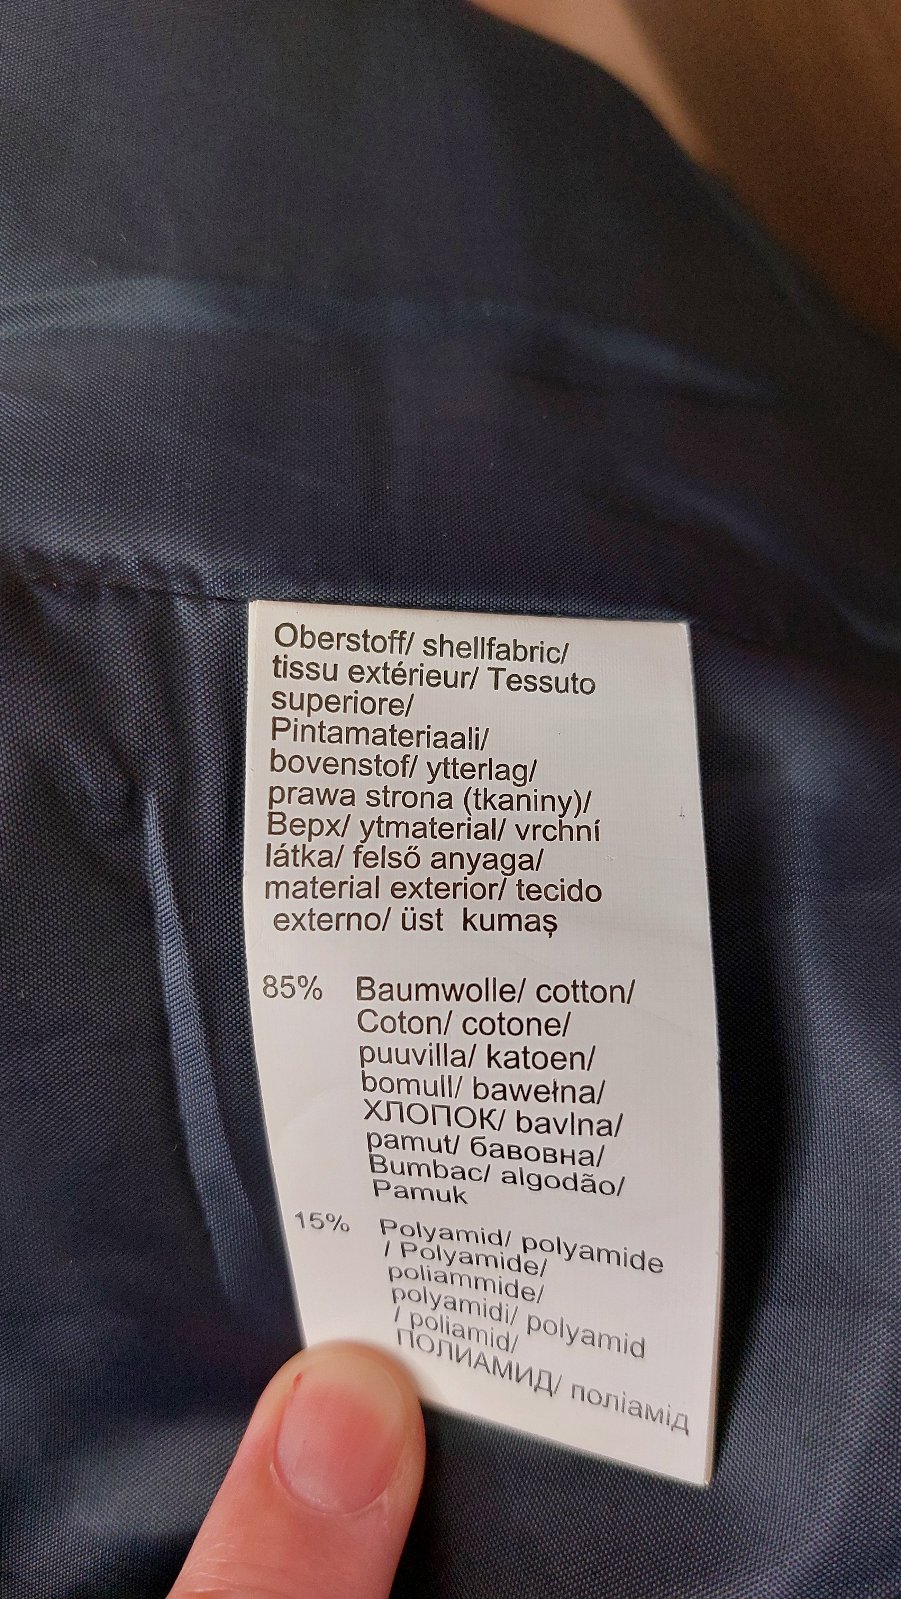 Oberstoff/ shellfabric/
tissu extérieur/ Tessuto
superiore/
Pintamateriaali/
bovenstof/ ytterlag/
prawa strona (tkaniny)/
Верх/ ytmaterial/ vrchní
látka/ felső anyaga/
material exterior/ tecido
externo/ üst kumaş
85% Baumwolle/ cotton/
Coton/ cotone/
puuvilla/ katoen/
bomull/ bawełna/
ХЛОПОК/ bavlna/
pamut/ бавовна/
Bumbac/ algodão/
Pamuk
15% Polyamid/ polyamide
/ Polyamide/
poliammide/
polyamidi/ polyamid
/ poliamid/
ПОЛИАМИД/ поліамід